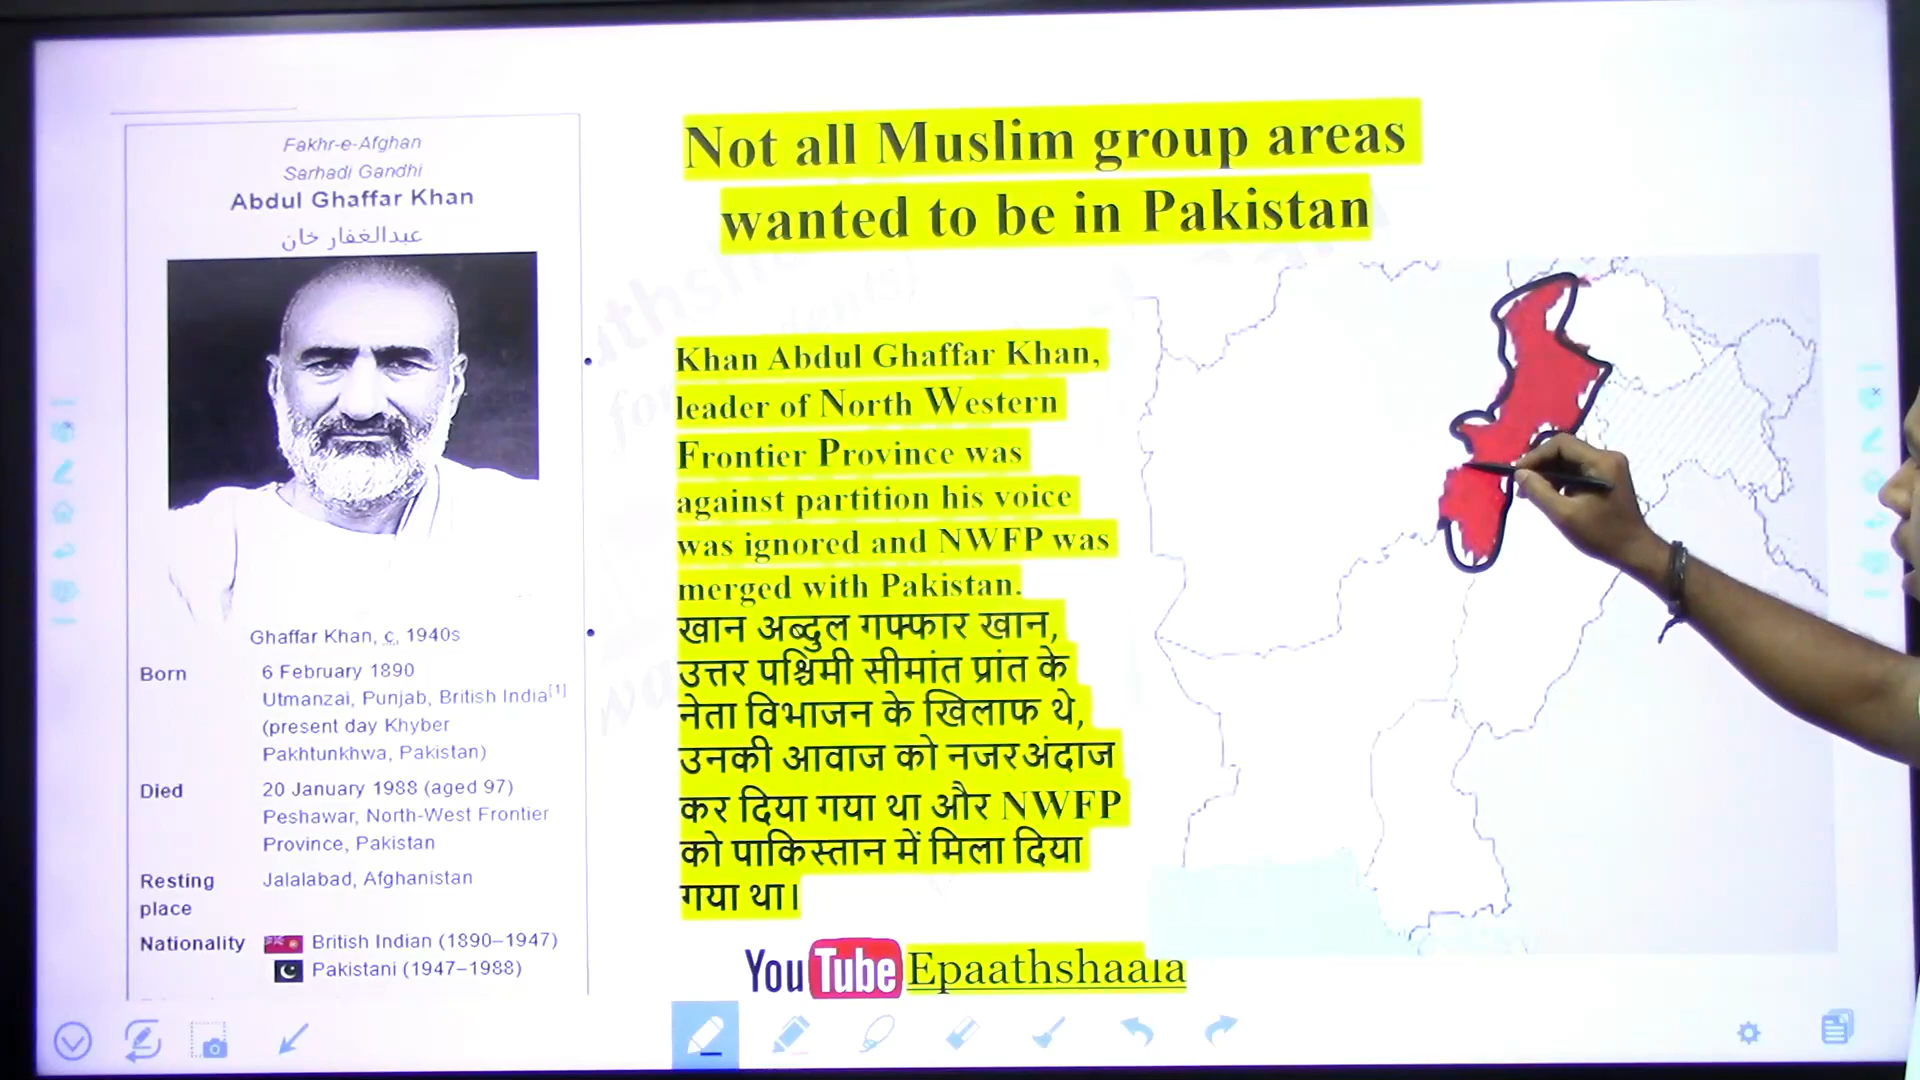 Fakhr-e-Afghan
Sarhadi Gandhi
Abdul Ghaffar Khan
عبدالغفار خان
Ghaffar Khan, c. 1940s
Born 6 February 1890
Utmanzai, Punjab, British India[1]
(present day Khyber
Pakhtunkhwa, Pakistan)
Died 20 January 1988 (aged 97)
Peshawar, North-West Frontier
Province, Pakistan
Resting place Jalalabad, Afghanistan
Nationality British Indian (1890–1947)
Pakistani (1947–1988)
Not all Muslim group areas
wanted to be in Pakistan
Khan Abdul Ghaffar Khan,
leader of North Western
Frontier Province was
against partition his voice
was ignored and NWFP was
merged with Pakistan.
खान अब्दुल गफ्फार खान,
उत्तर पश्चिमी सीमांत प्रांत के
नेता विभाजन के खिलाफ थे,
उनकी आवाज को नजरअंदाज
कर दिया गया था और NWFP
को पाकिस्तान में मिला दिया
गया था।
YouTube Epaathshaala